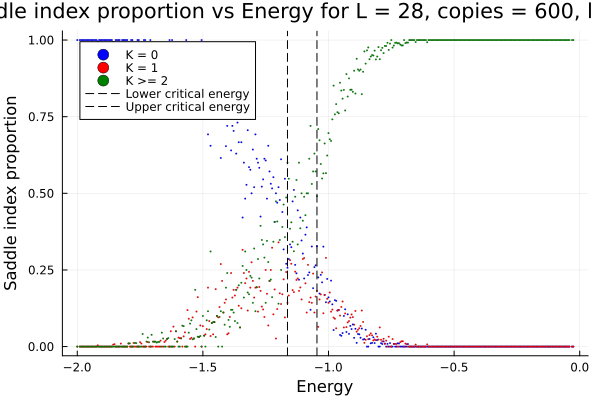 dle index proportion vs Energy for L = 28, copies = 600,
1.00
0.75
0.50
0.25
0.00
Saddle index proportion
K = 0
K = 1
K >= 2
Lower critical energy
Upper critical energy
−2.0 −1.5 −1.0 −0.5 0.0
Energy